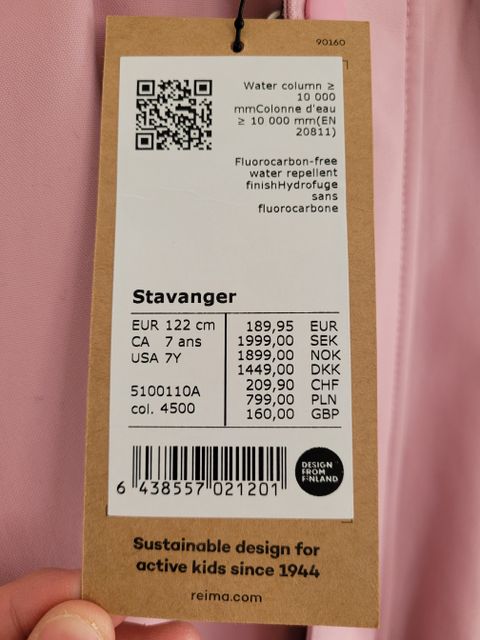 90160
Water column ≥
10 000
mmColonne d'eau
≥ 10 000 mm(EN
20811)
Fluorocarbon-free
water repellent
finishHydrofuge
sans
fluorocarbone
Stavanger
EUR 122 cm
CA 7 ans
USA 7Y
5100110A
col. 4500
189,95 EUR
1999,00 SEK
1899,00 NOK
1449,00 DKK
209,90 CHF
799,00 PLN
160,00 GBP
6 438557 021201
DESIGN
FROM
FINLAND
Sustainable design for
active kids since 1944
reima.com